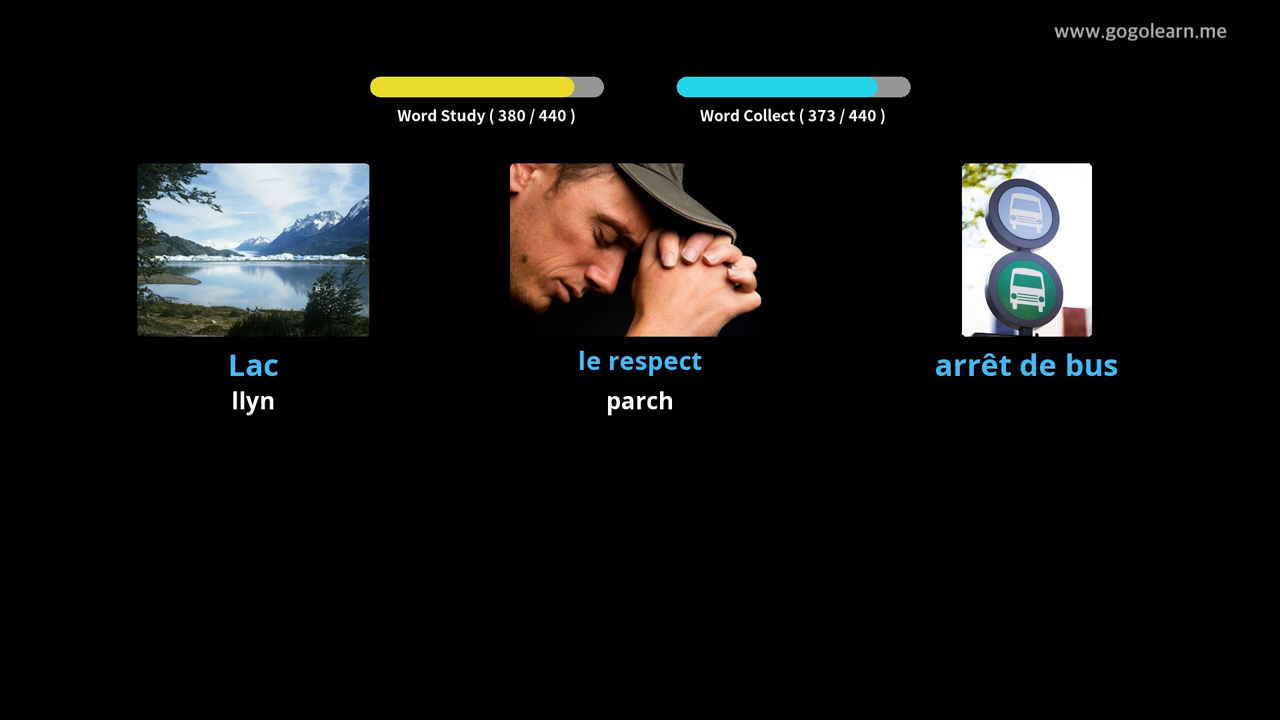 www.gogolearn.me
Word Study ( 380 / 440 )
Word Collect ( 373 / 440 )
Lac
llyn
le respect
parch
arrêt de bus